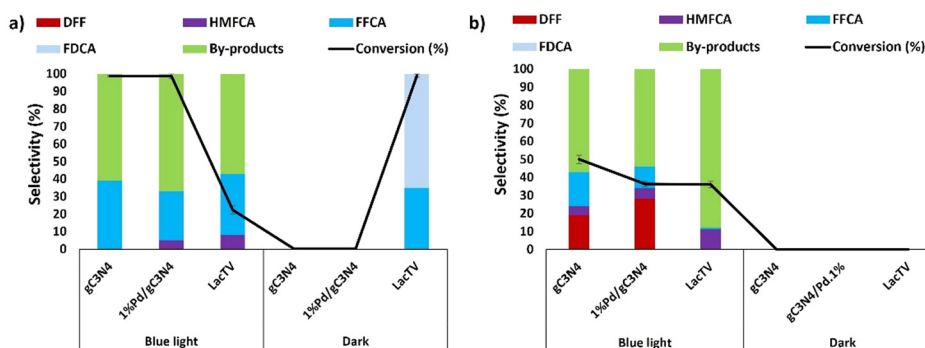 a)
DFF HMFCA FFCA
FDCA By-products Conversion (%)
Selectivity (%)
100
90
80
70
60
50
40
30
20
10
0
gC3N4 1%Pd/gC3N4 LacTV gC3N4 1%Pd/gC3N4 LacTV
Blue light Dark
b)
DFF HMFCA FFCA
FDCA By-products Conversion (%)
Selectivity (%)
100
90
80
70
60
50
40
30
20
10
0
gC3N4 1%Pd/gC3N4 LacTV gC3N4 gC3N4/Pd.1% LacTV
Blue light Dark